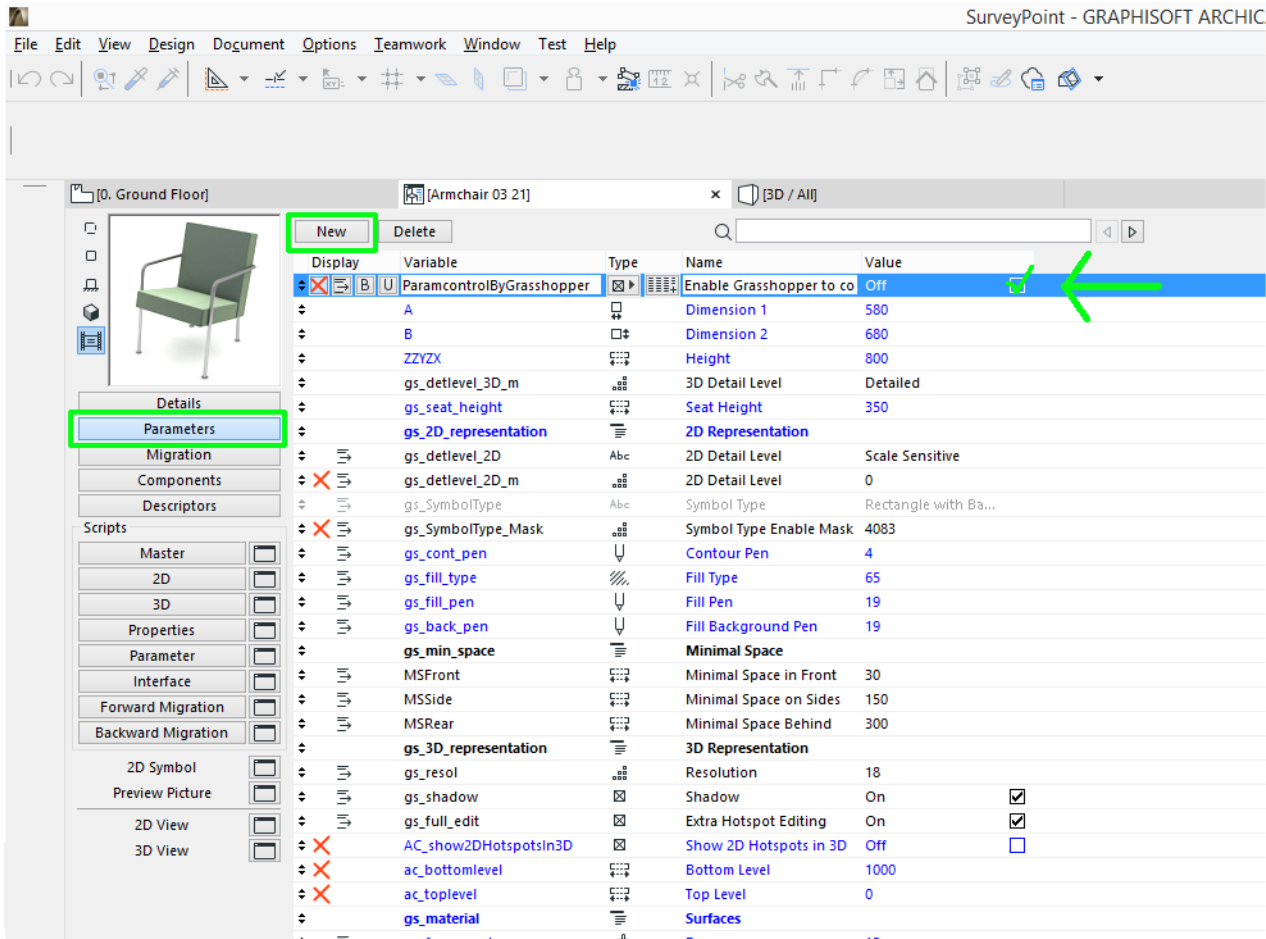 SurveyPoint - GRAPHISOFT ARCHIC
File Edit View Design Document Options Teamwork Window Test Help
[0. Ground Floor] [Armchair 03 21] [3D / All]
New Delete
Display Variable Type Name Value
B U ParamcontrolByGrasshopper Enable Grasshopper to co Off
A Dimension 1 580
B Dimension 2 680
ZZYZX Height 800
gs_detlevel_3D_m 3D Detail Level Detailed
Details
gs_seat_height Seat Height 350
Parameters
gs_2D_representation 2D Representation
Migration
gs_detlevel_2D Abc 2D Detail Level Scale Sensitive
Components
gs_detlevel_2D_m 2D Detail Level 0
Descriptors
gs_SymbolType Abc Symbol Type Rectangle with Ba...
Scripts
gs_SymbolType_Mask Symbol Type Enable Mask 4083
Master
gs_cont_pen Contour Pen 4
2D
gs_fill_type Fill Type 65
3D
gs_fill_pen Fill Pen 19
Properties
gs_back_pen Fill Background Pen 19
Parameter
gs_min_space Minimal Space
Interface
MSFront Minimal Space in Front 30
Forward Migration
MSSide Minimal Space on Sides 150
Backward Migration
MSRear Minimal Space Behind 300
gs_3D_representation 3D Representation
2D Symbol
gs_resol Resolution 18
Preview Picture
gs_shadow Shadow On
2D View
gs_full_edit Extra Hotspot Editing On
3D View
AC_show2DHotspotsIn3D Show 2D Hotspots in 3D Off
ac_bottomlevel Bottom Level 1000
ac_toplevel Top Level 0
gs_material Surfaces